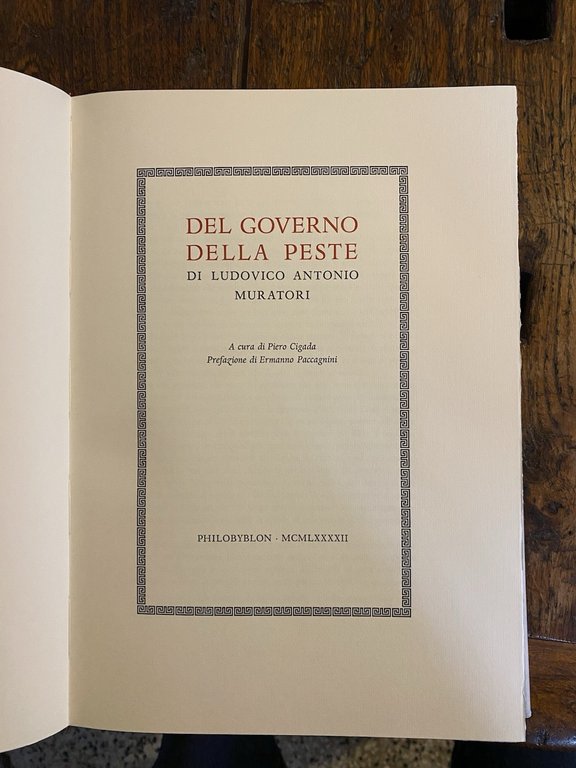 DEL GOVERNO
DELLA PESTE
DI LUDOVICO ANTONIO
MURATORI
A cura di Piero Cigada
Prefazione di Ermanno Paccagnini
PHILOBYBLON · MCMLXXXXII